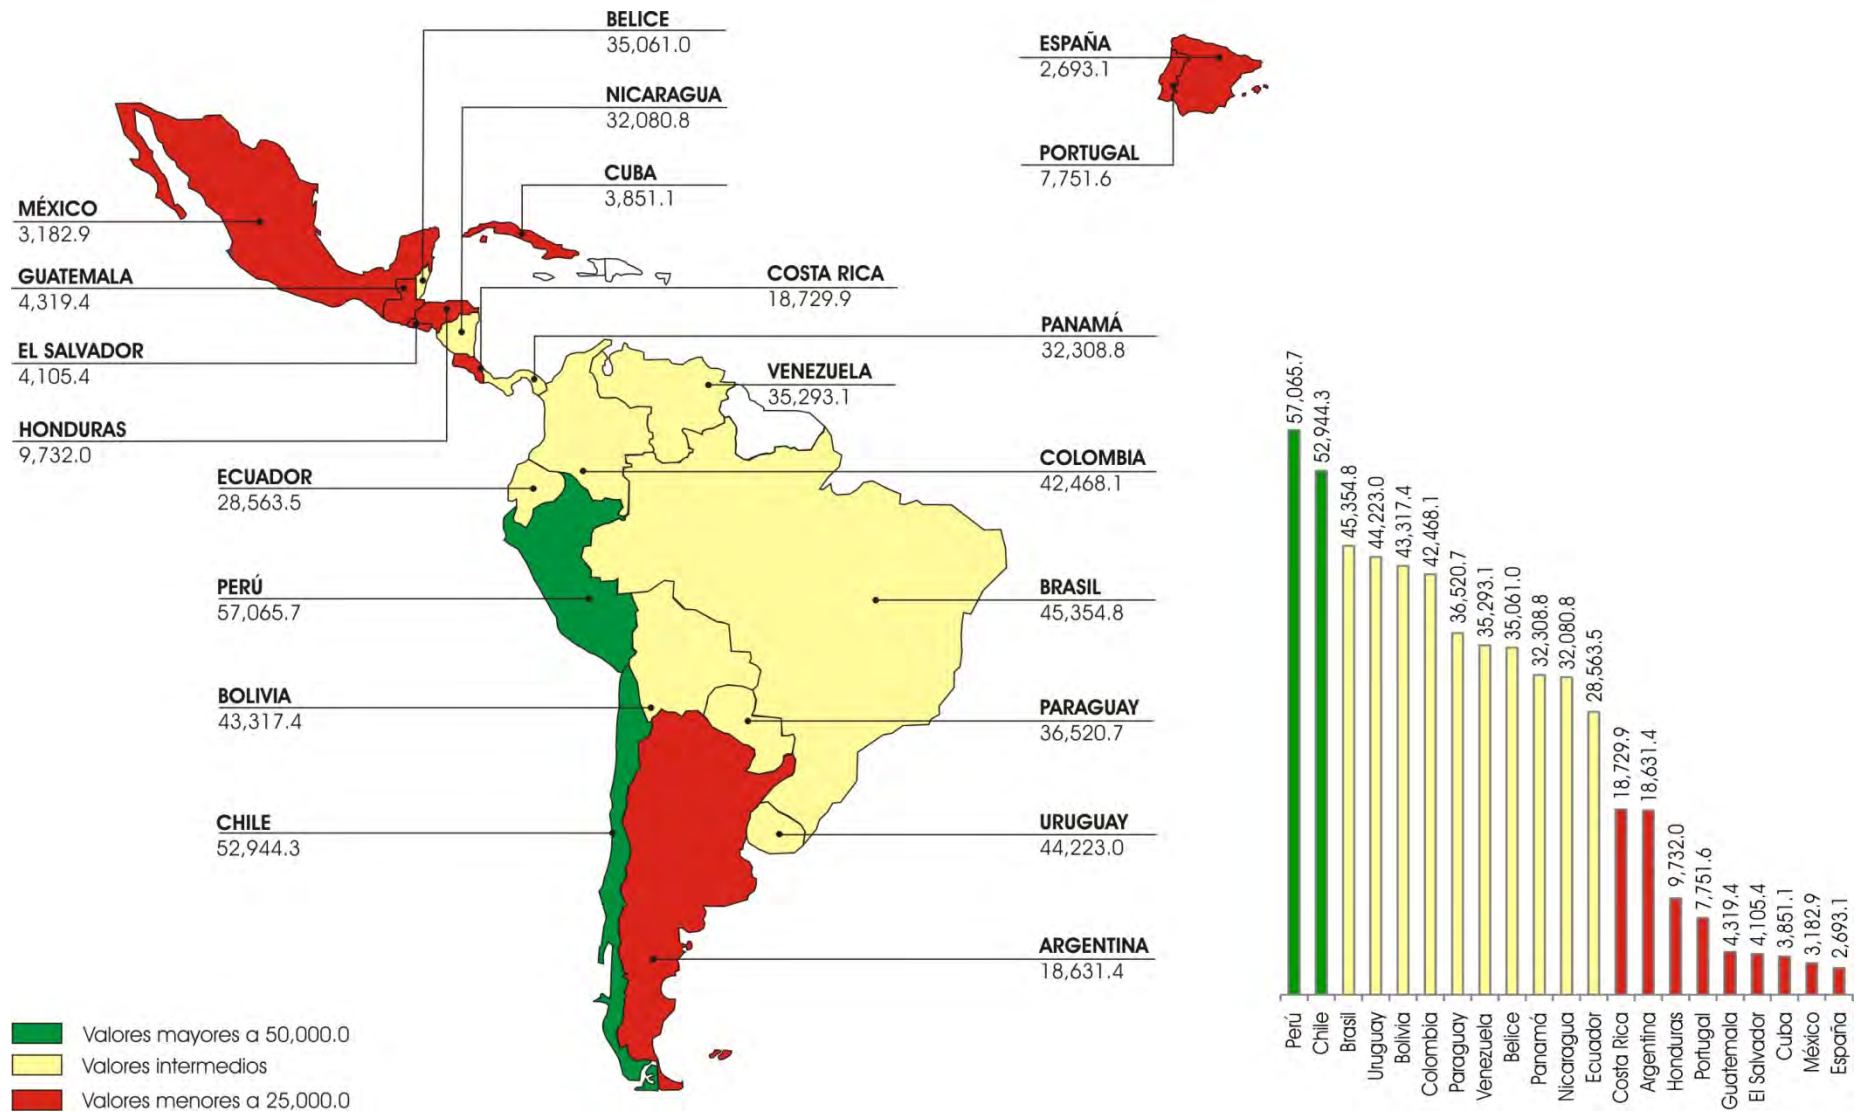 BELICE
35,061.0
NICARAGUA
32,080.8
CUBA
3,851.1
ESPAÑA
2,693.1
PORTUGAL
7,751.6
MÉXICO
3,182.9
GUATEMALA
4,319.4
EL SALVADOR
4,105.4
HONDURAS
9,732.0
COSTA RICA
18,729.9
PANAMÁ
32,308.8
VENEZUELA
35,293.1
COLOMBIA
42,468.1
ECUADOR
28,563.5
PERÚ
57,065.7
BRASIL
45,354.8
BOLIVIA
43,317.4
PARAGUAY
36,520.7
CHILE
52,944.3
URUGUAY
44,223.0
ARGENTINA
18,631.4
Valores mayores a 50,000.0
Valores intermedios
Valores menores a 25,000.0
57,065.7
52,944.3
45,354.8
44,223.0
43,317.4
42,468.1
36,520.7
35,293.1
35,061.0
32,308.8
32,080.8
28,563.5
18,729.9
18,631.4
9,732.0
7,751.6
4,319.4
4,105.4
3,851.1
3,182.9
2,693.1
Perú
Chile
Brasil
Uruguay
Bolivia
Colombia
Paraguay
Venezuela
Belice
Panamá
Nicaragua
Ecuador
Costa Rica
Argentina
Honduras
Portugal
Guatemala
El Salvador
Cuba
México
España